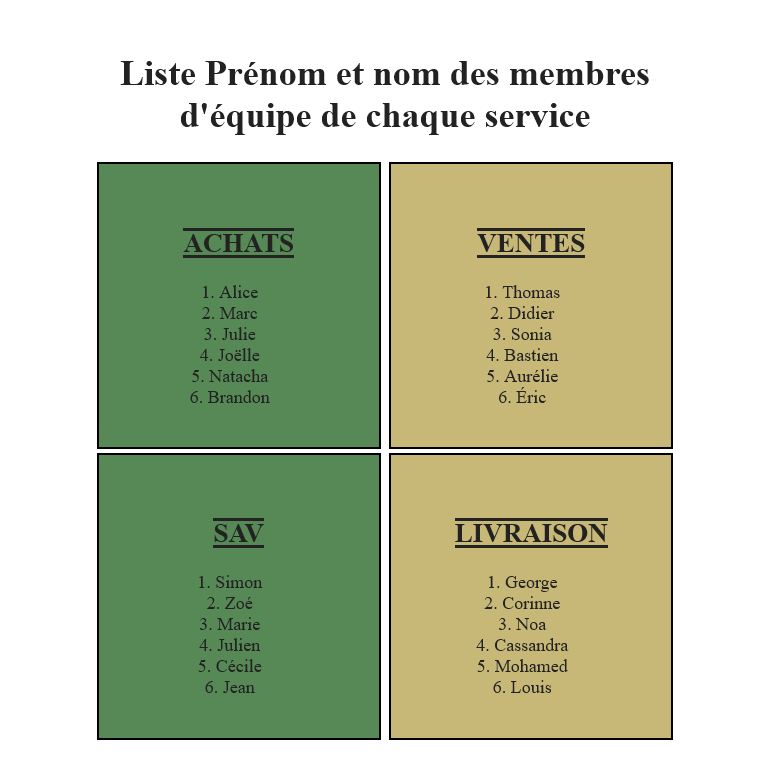 Liste Prénom et nom des membres
d'équipe de chaque service
ACHATS
1. Alice
2. Marc
3. Julie
4. Joëlle
5. Natacha
6. Brandon
VENTES
1. Thomas
2. Didier
3. Sonia
4. Bastien
5. Aurélie
6. Éric
SAV
1. Simon
2. Zoé
3. Marie
4. Julien
5. Cécile
6. Jean
LIVRAISON
1. George
2. Corinne
3. Noa
4. Cassandra
5. Mohamed
6. Louis